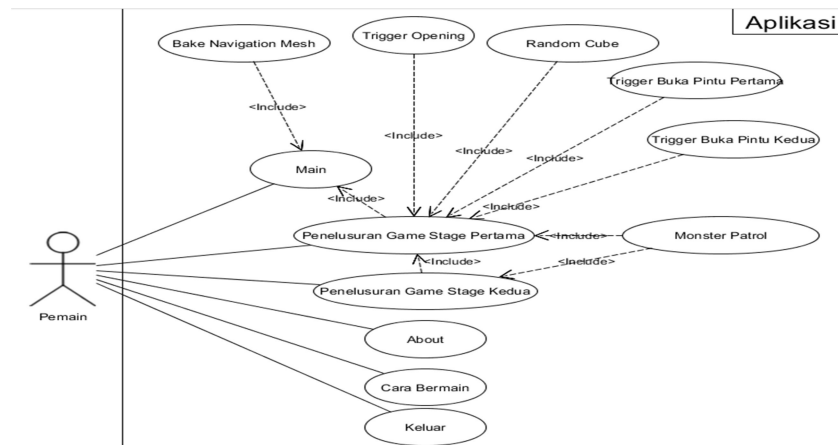 Aplikasi
Bake Navigation Mesh
Trigger Opening
Random Cube
Trigger Buka Pintu Pertama
Trigger Buka Pintu Kedua
<Include>
<Include>
<Include>
<Include>
<Include>
Main
<Include>
Penelusuran Game Stage Pertama
<Include>
Monster Patrol
<Include>
<Include>
Penelusuran Game Stage Kedua
Pemain
About
Cara Bermain
Keluar